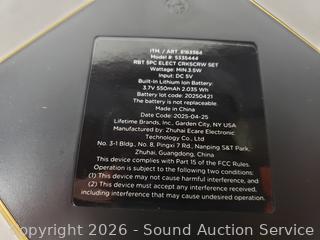 ITM. / ART. 6163364
Model #: 5335444
RBT 5PC ELECT CRKSCRW SET
Wattage: MIN 3.5W
Input: DC 5V
Built-In Lithium Ion Battery:
3.7V 550mAh 2.035 Wh
Battery lot code: 20250421
The battery is not replaceable.
Made in China
Date: 2025-04-25
Lifetime Brands, Inc. Garden City, NY USA
Manufactured by: Zhuhai Ecare Electronic
Technology Co., Ltd
No. 3-1 Bldg., No. 8, Pingxi 7 Rd., Nanping S&T Park,
Zhuhai, Guangdong, China
This device complies with Part 15 of the FCC Rules.
Operation is subject to the following two conditions:
(1) This device may not cause harmful interference, and
(2) This device must accept any interference received,
including interference that may cause undesired operation.
Copyright 2026 - Sound Auction Service